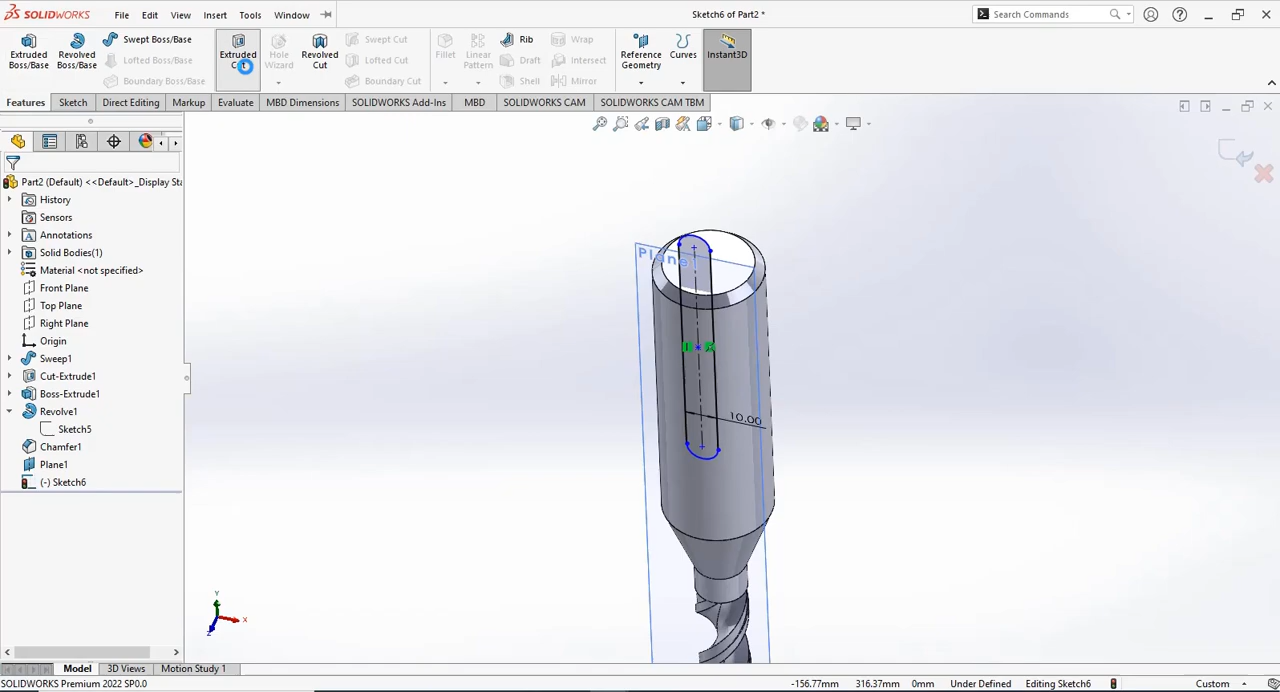 SOLIDWORKS File Edit View Insert Tools Window Sketch6 of Part2 * Search Commands
Extruded Boss/Base
Revolved Boss/Base
Swept Boss/Base
Lofted Boss/Base
Boundary Boss/Base
Extruded Cut
Hole Wizard
Revolved Cut
Swept Cut
Lofted Cut
Boundary Cut
Fillet
Linear Pattern
Rib
Draft
Shell
Wrap
Intersect
Mirror
Reference Geometry
Curves
Instant3D
Features Sketch Direct Editing Markup Evaluate MBD Dimensions SOLIDWORKS Add-Ins MBD SOLIDWORKS CAM SOLIDWORKS CAM TBM
Part2 (Default) <<Default>_Display Sta
History
Sensors
Annotations
Solid Bodies(1)
Material <not specified>
Front Plane
Top Plane
Right Plane
Origin
Sweep1
Cut-Extrude1
Boss-Extrude1
Revolve1
Sketch5
Chamfer1
Plane1
(-) Sketch6
Plane
10.00
Y
X
Z
Model 3D Views Motion Study 1
SOLIDWORKS Premium 2022 SP0.0 -156.77mm 316.37mm 0mm Under Defined Editing Sketch6 Custom